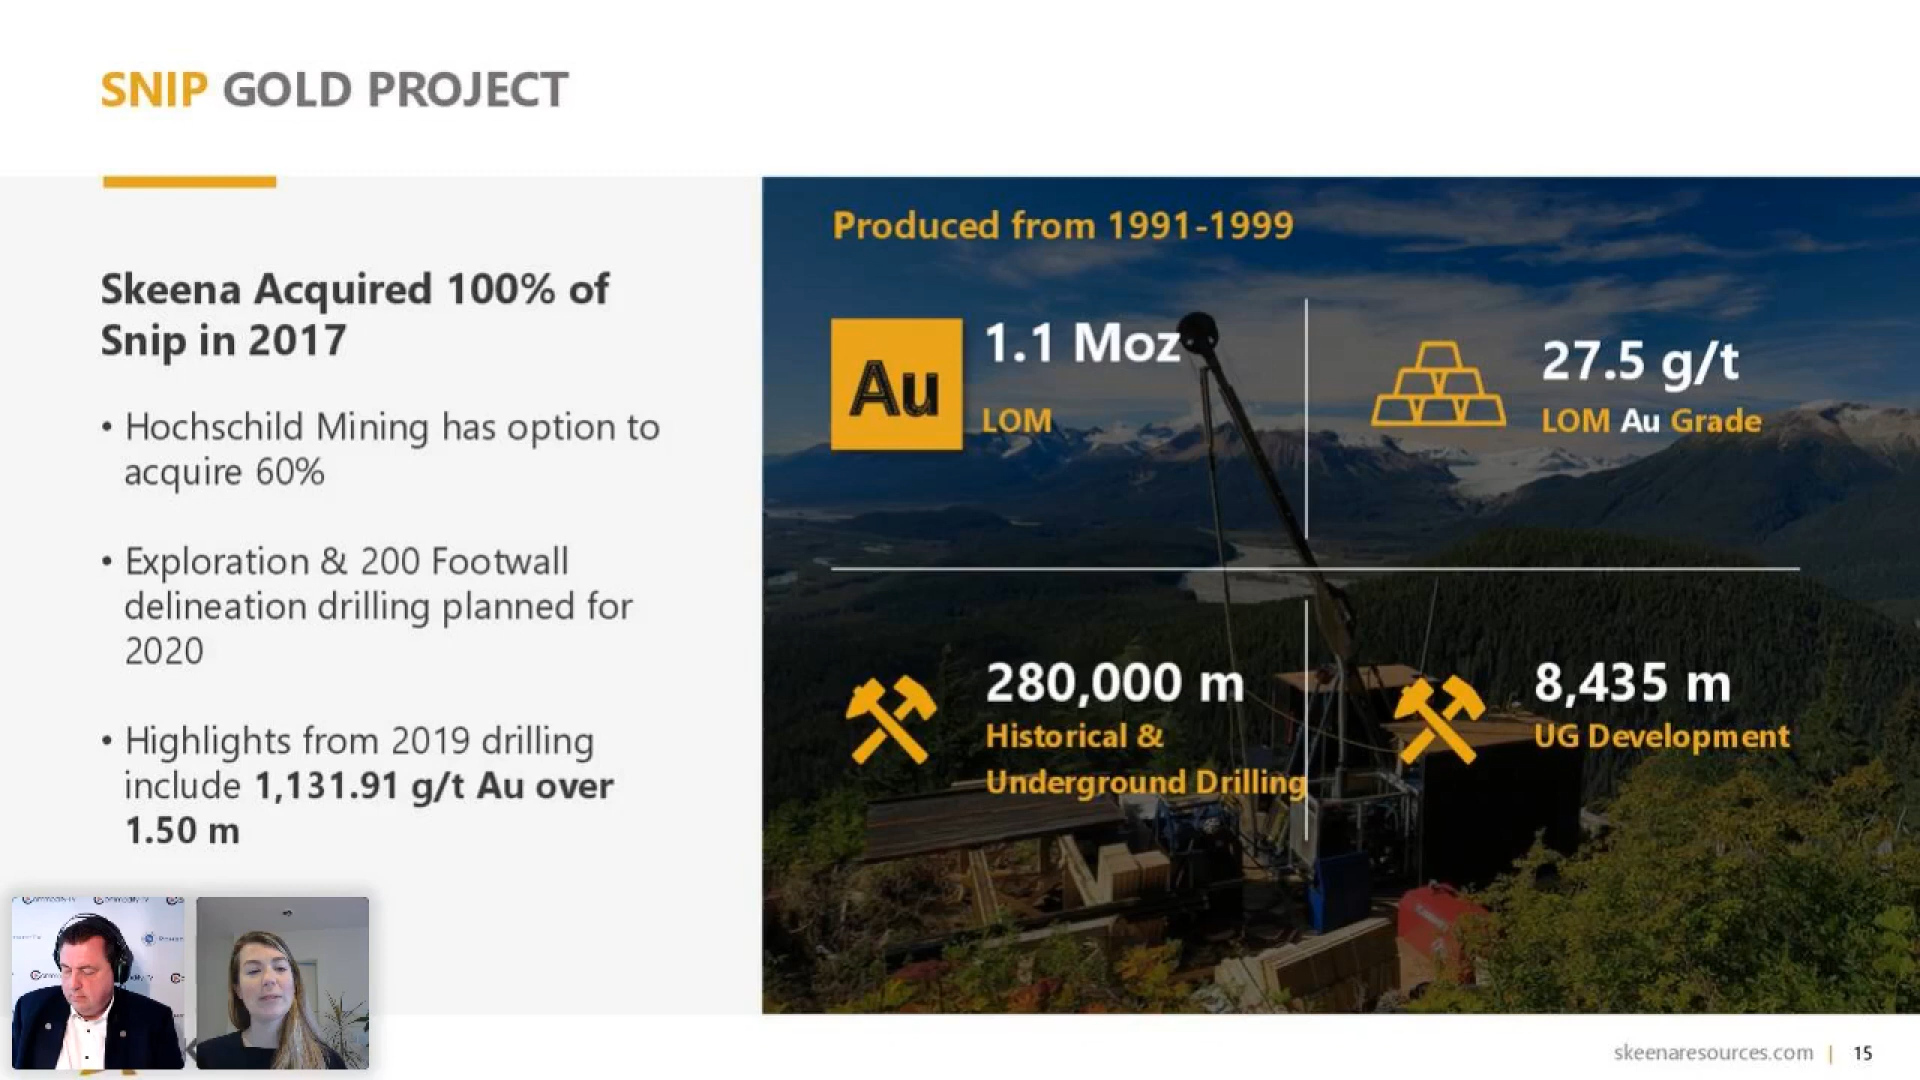 SNIP GOLD PROJECT
Skeena Acquired 100% of
Snip in 2017
• Hochschild Mining has option to
acquire 60%
• Exploration & 200 Footwall
delineation drilling planned for
2020
• Highlights from 2019 drilling
include 1,131.91 g/t Au over
1.50 m
Produced from 1991-1999
Au
1.1 Moz
LOM
27.5 g/t
LOM Au Grade
280,000 m
Historical &
Underground Drilling
8,435 m
UG Development
skeenaresources.com | 15